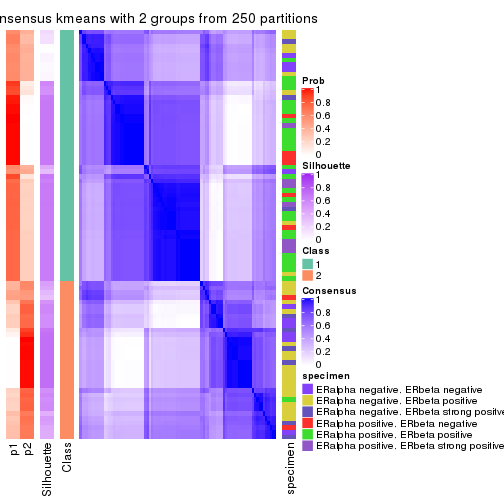 nsensus kmeans with 2 groups from 250 partitions
Prob
1
0.8
0.6
0.4
0.2
0
Silhouette
1
0.8
0.6
0.4
0.2
0
Class
1
2
Consensus
1
0.8
0.6
0.4
0.2
0
specimen
ERalpha negative. ERbeta negative
ERalpha negative. ERbeta positive
ERalpha negative. ERbeta strong positve
ERalpha positive. ERbeta negative
ERalpha positive. ERbeta positive
ERalpha positive. ERbeta strong positve
p1
p2
Silhouette
Class
specimen